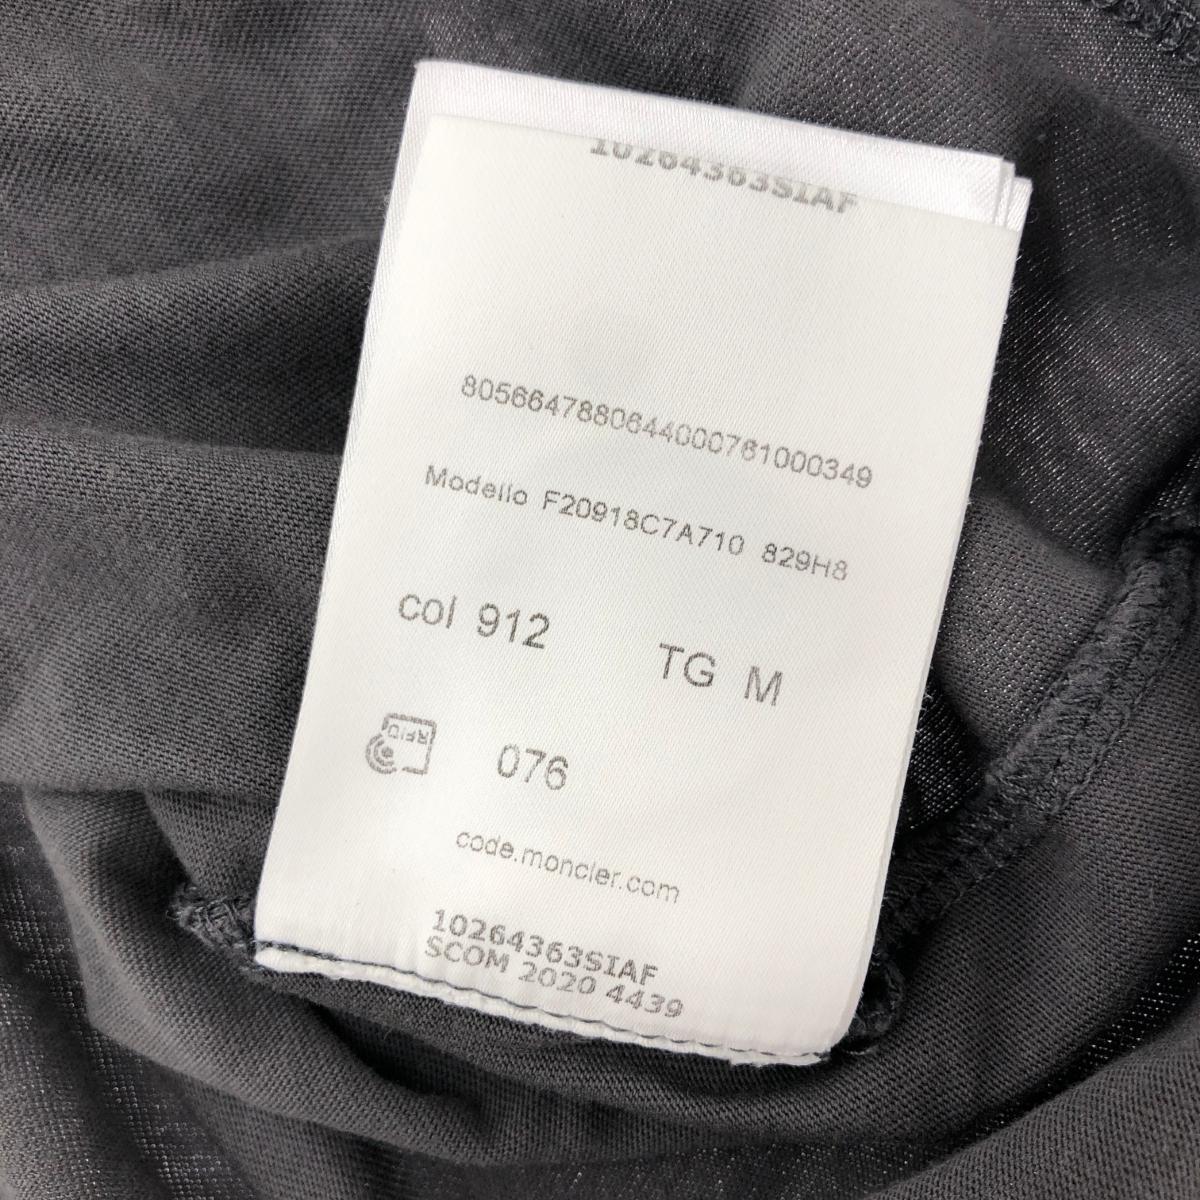 10264363SIAF
8056647880644000761000349
Modello F20918C7A710 829H8
col 912 TG M
RFID
076
code.moncler.com
10264363SIAF
SCOM 2020 4439